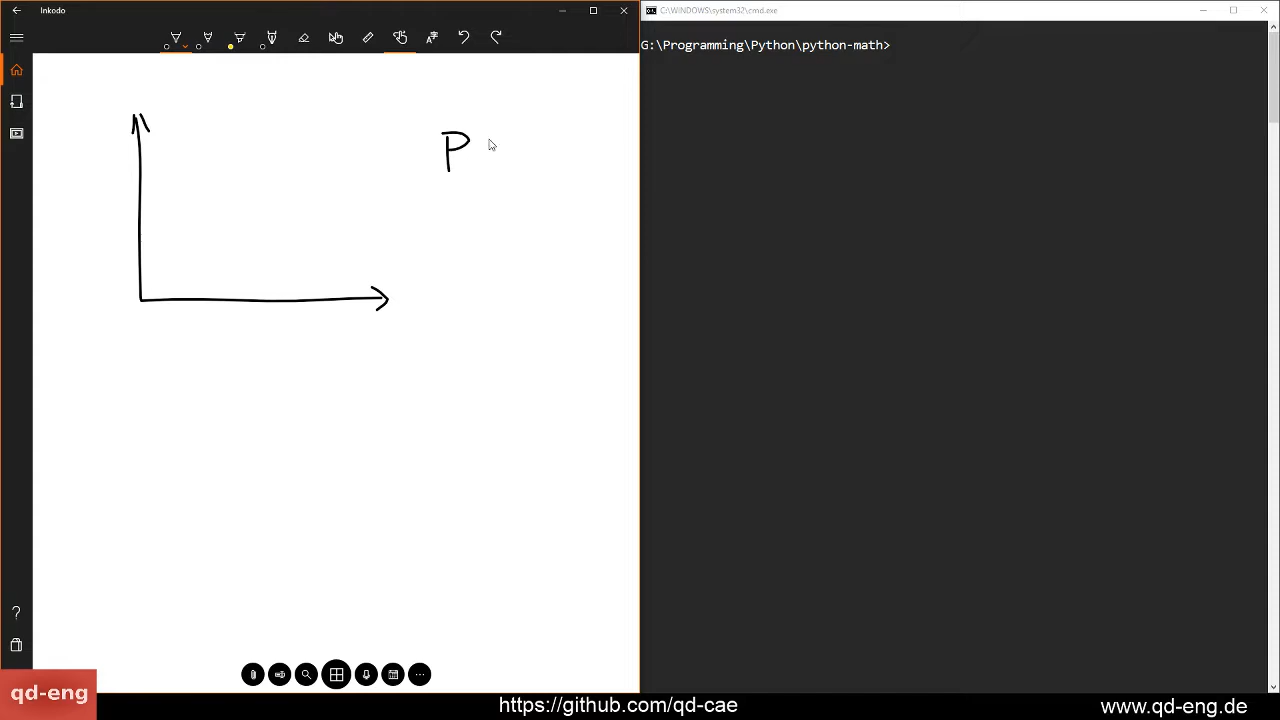 Inkodo
C:\WINDOWS\system32\cmd.exe
G:\Programming\Python\python-math>
P
qd-eng
https://github.com/qd-cae
www.qd-eng.de